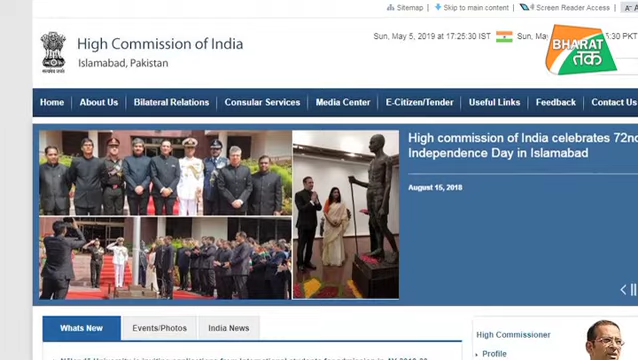 Sitemap Skip to main content Screen Reader Access A
High Commission of India
Islamabad, Pakistan
Sun, May 5, 2019 at 17:25:30 IST
PKT
BHARAT
तक
Home About Us Bilateral Relations Consular Services Media Center E-Citizen/Tender Useful Links Feedback Contact Us
High commission of India celebrates 72nd
Independence Day in Islamabad
August 15, 2018
Whats New Events/Photos India News
High Commissioner
Profile